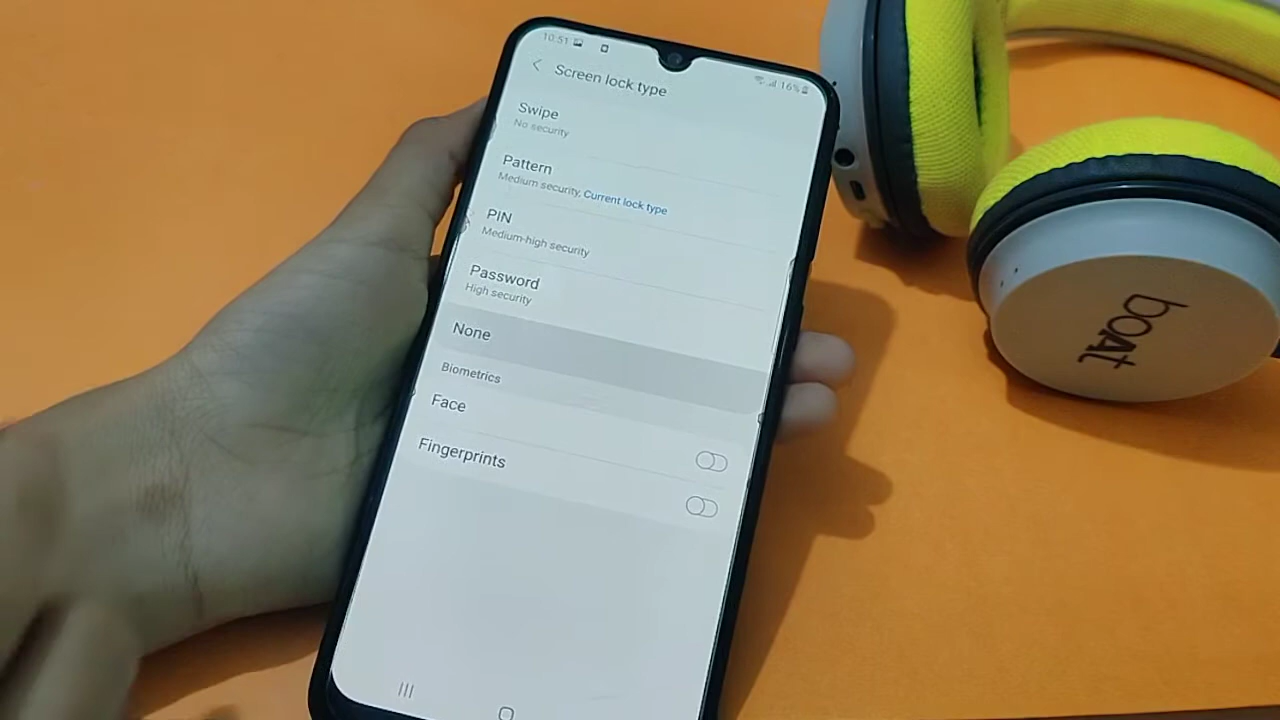 10:51
16%
Screen lock type
Swipe
No security
Pattern
Medium security, Current lock type
PIN
Medium-high security
Password
High security
None
Biometrics
Face
Fingerprints
boAt